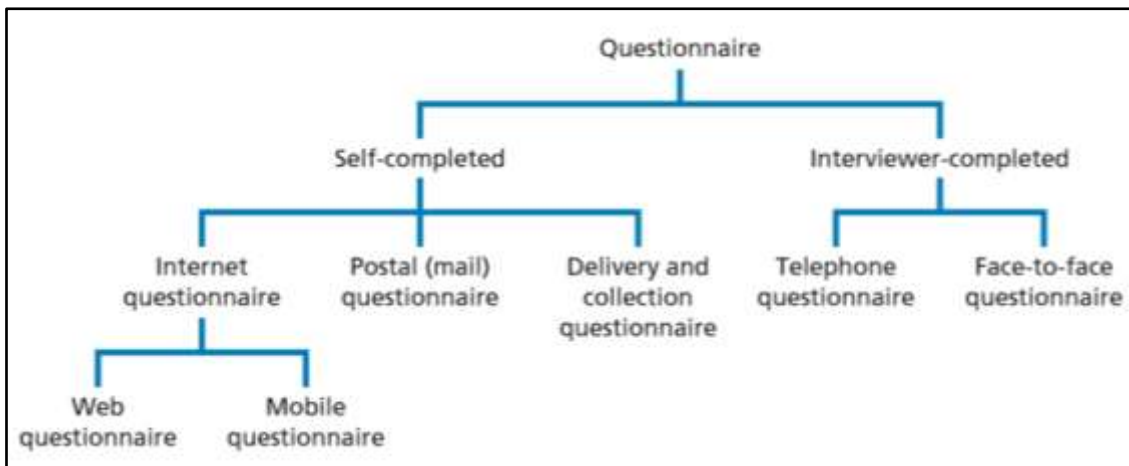 Questionnaire
Self-completed
Interviewer-completed
Internet
questionnaire
Postal (mail)
questionnaire
Delivery and
collection
questionnaire
Telephone
questionnaire
Face-to-face
questionnaire
Web
questionnaire
Mobile
questionnaire